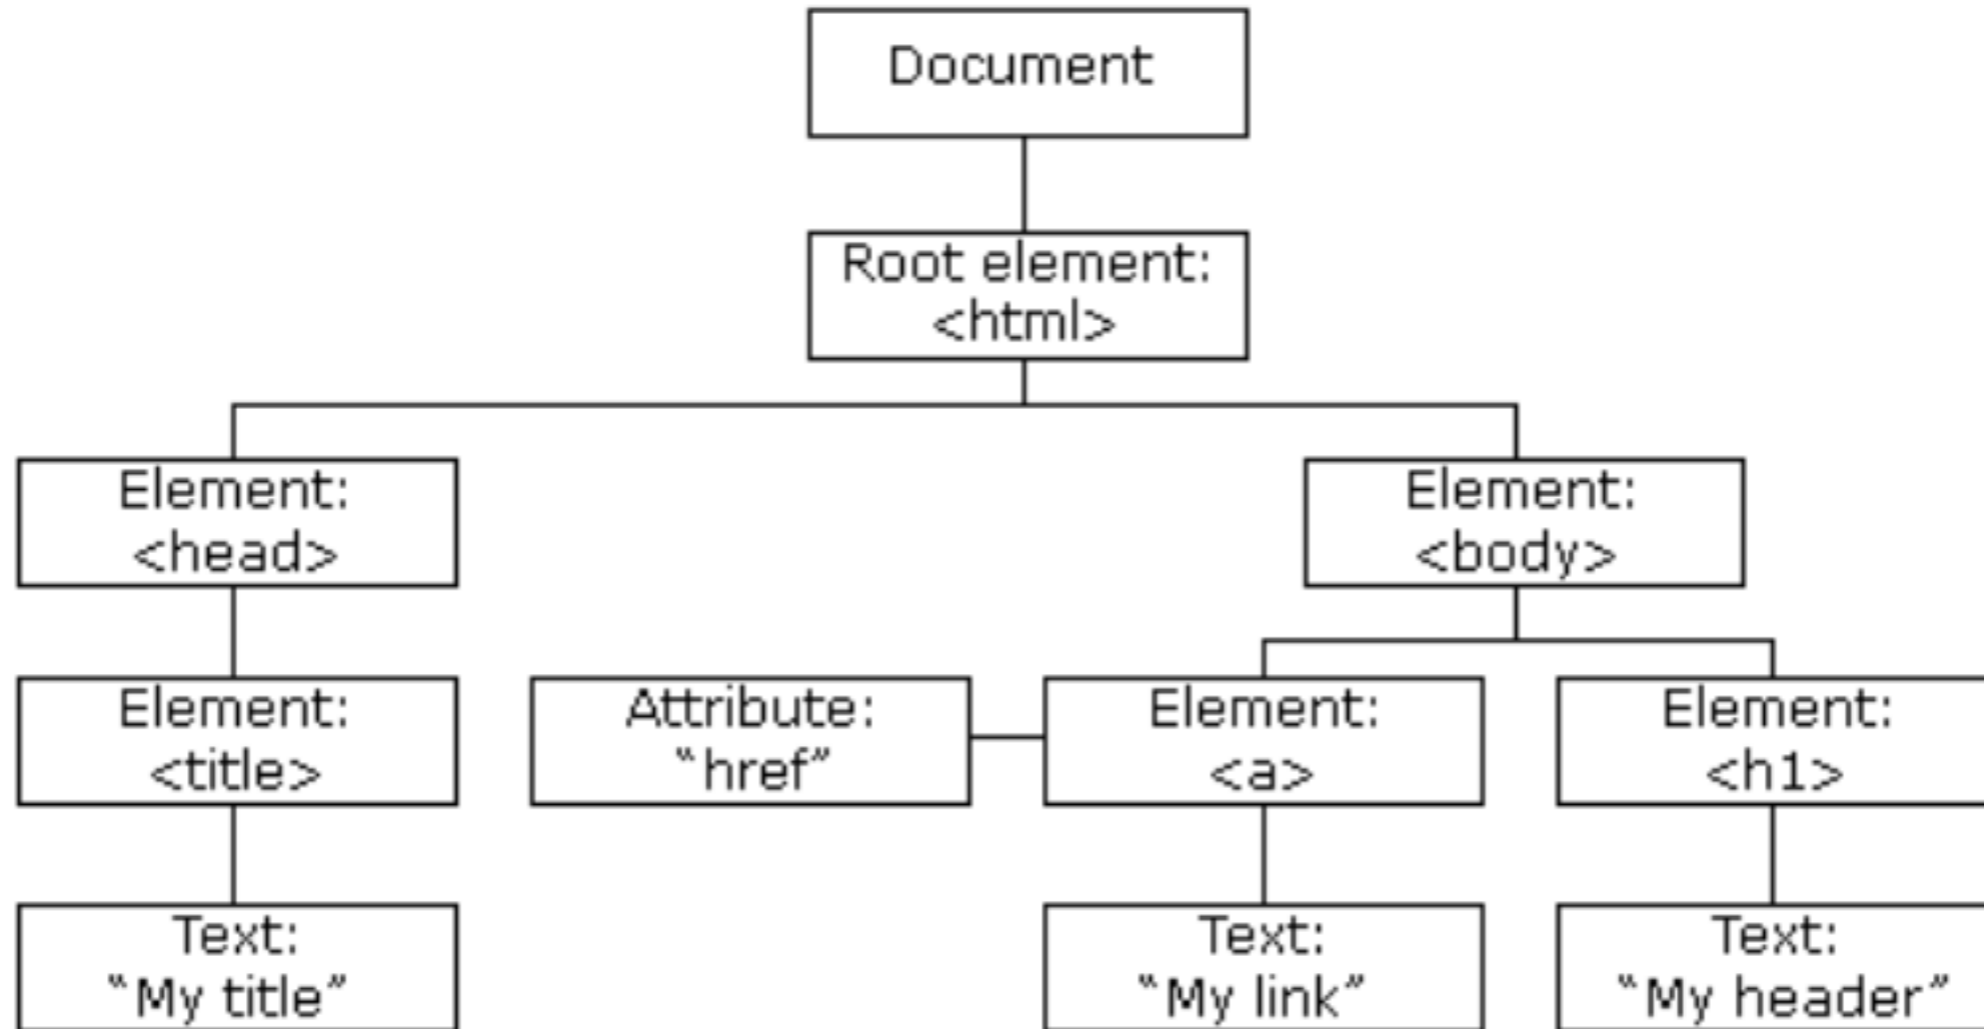 Document
Root element:
<html>
Element:
<head>
Element:
<body>
Element:
<title>
Attribute:
“href”
Element:
<a>
Element:
<h1>
Text:
“My title”
Text:
“My link”
Text:
“My header”